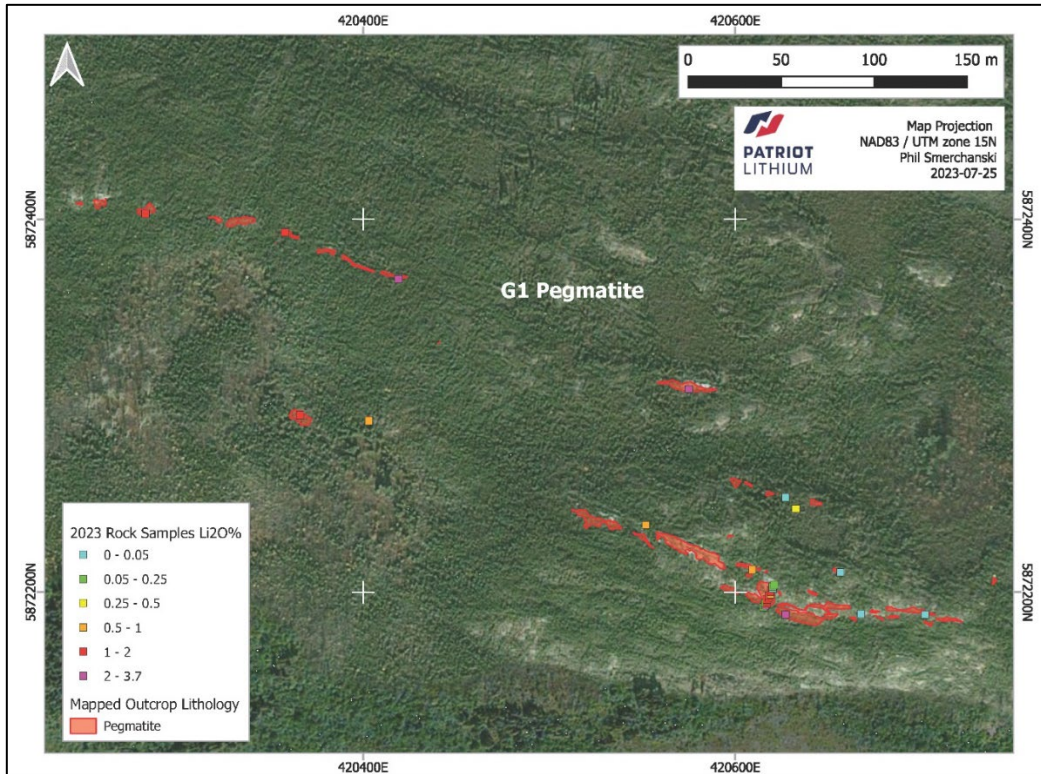 420400E
420600E
0
50
100
150 m
PATRIOT
LITHIUM
Map Projection
NAD83 / UTM zone 15N
Phil Smerchanski
2023-07-25
5872400N
5872400N
G1 Pegmatite
5872200N
5872200N
2023 Rock Samples Li2O%
0 - 0.05
0.05 - 0.25
0.25 - 0.5
0.5 - 1
1 - 2
2 - 3.7
Mapped Outcrop Lithology
Pegmatite
420400E
420600E